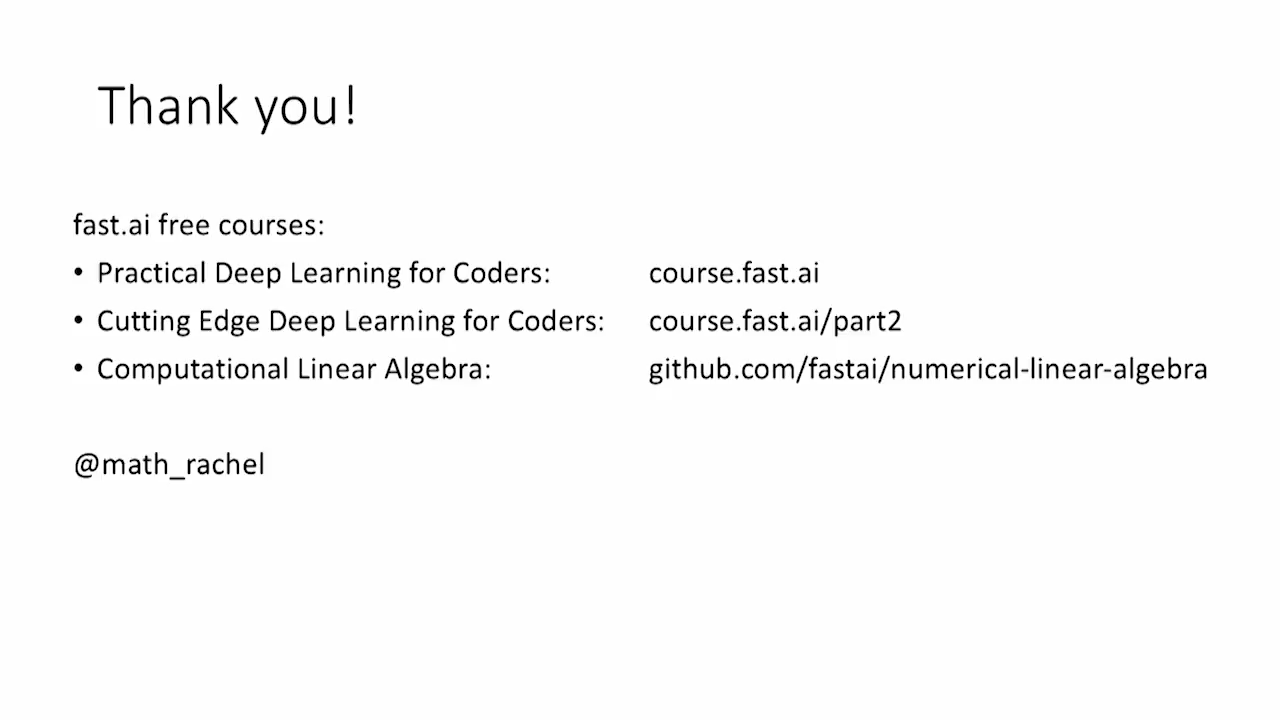 Thank you!
fast.ai free courses:
• Practical Deep Learning for Coders: course.fast.ai
• Cutting Edge Deep Learning for Coders: course.fast.ai/part2
• Computational Linear Algebra: github.com/fastai/numerical-linear-algebra
@math_rachel